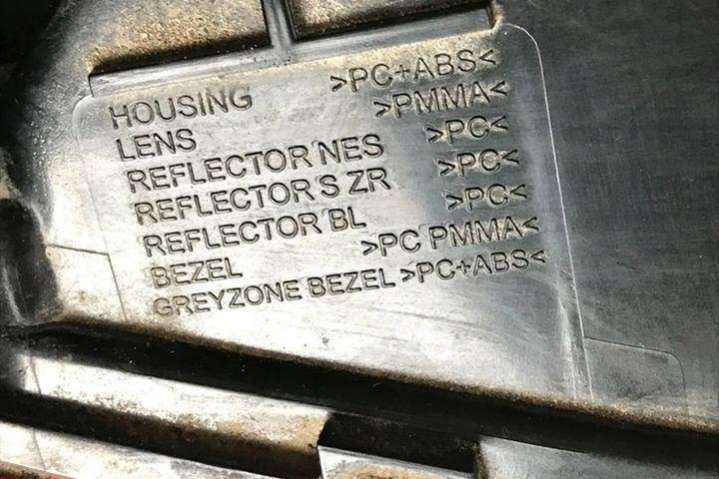 HOUSING >PC+ABS<
LENS >PMMA<
REFLECTOR NES >PC<
REFLECTOR S ZR >PC<
REFLECTOR BL >PC<
BEZEL >PC PMMA<
GREYZONE BEZEL >PC+ABS<